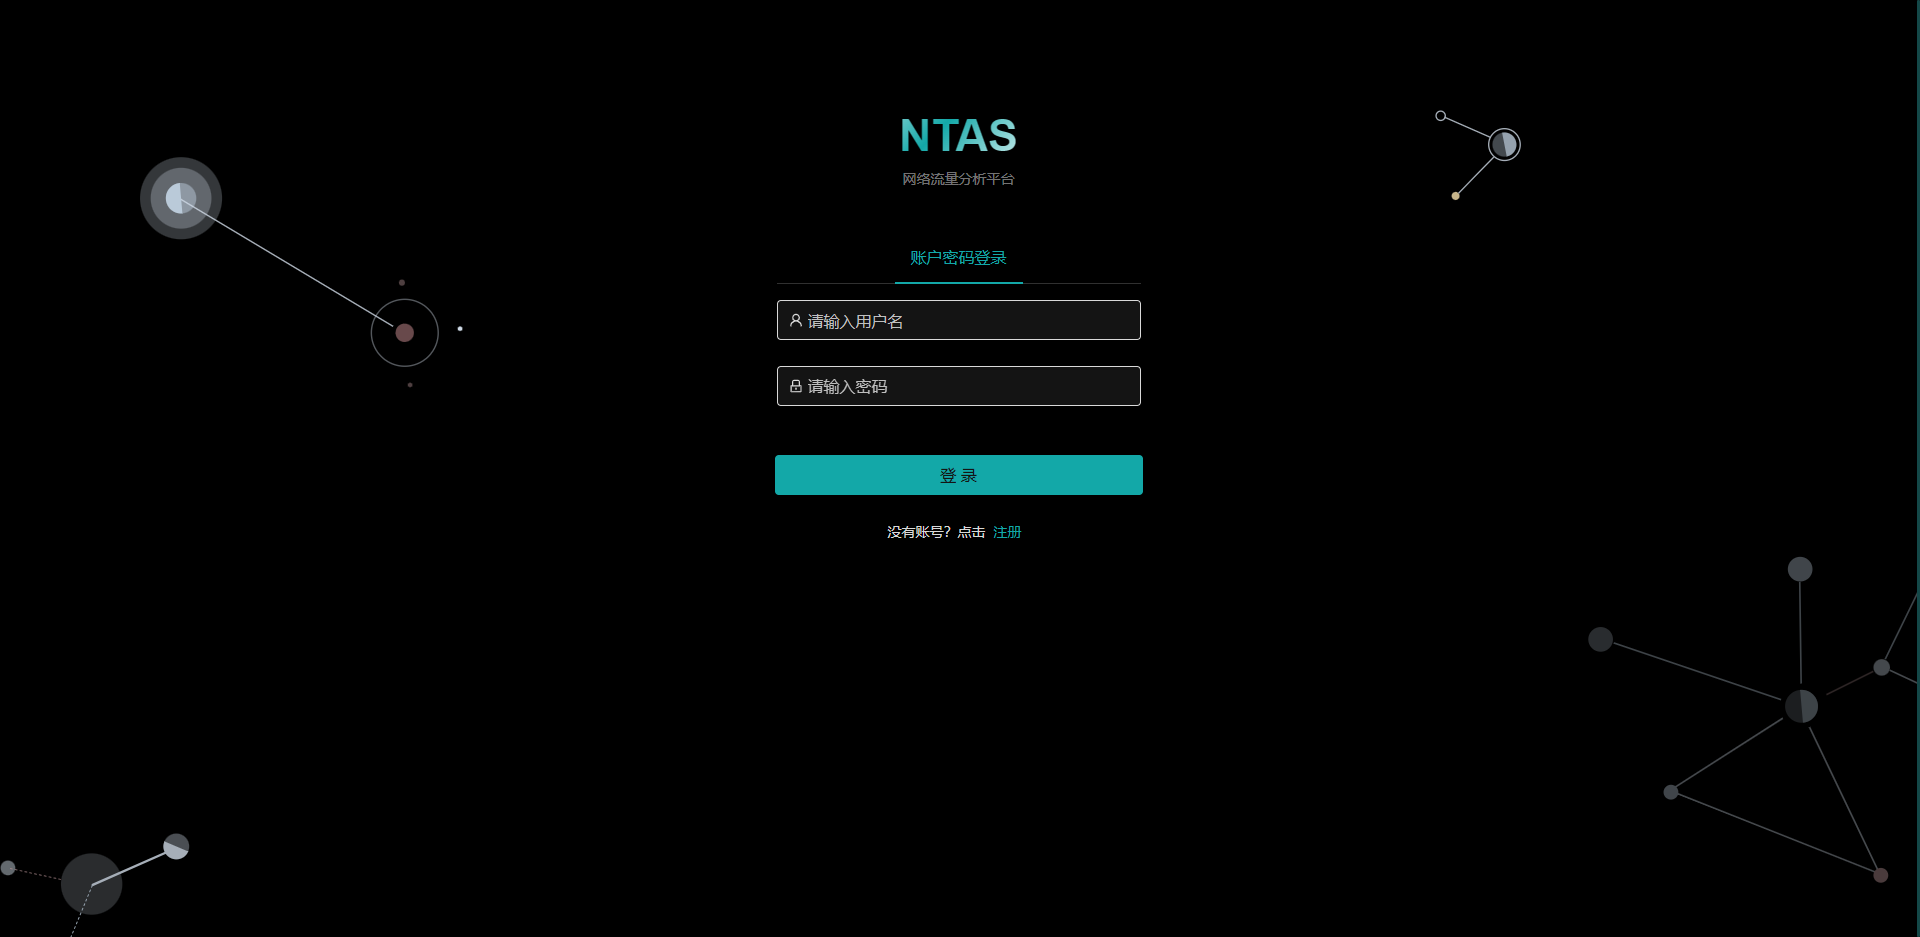 NTAS
网络流量分析平台
账户密码登录
请输入用户名
请输入密码
登 录
没有账号？点击 注册